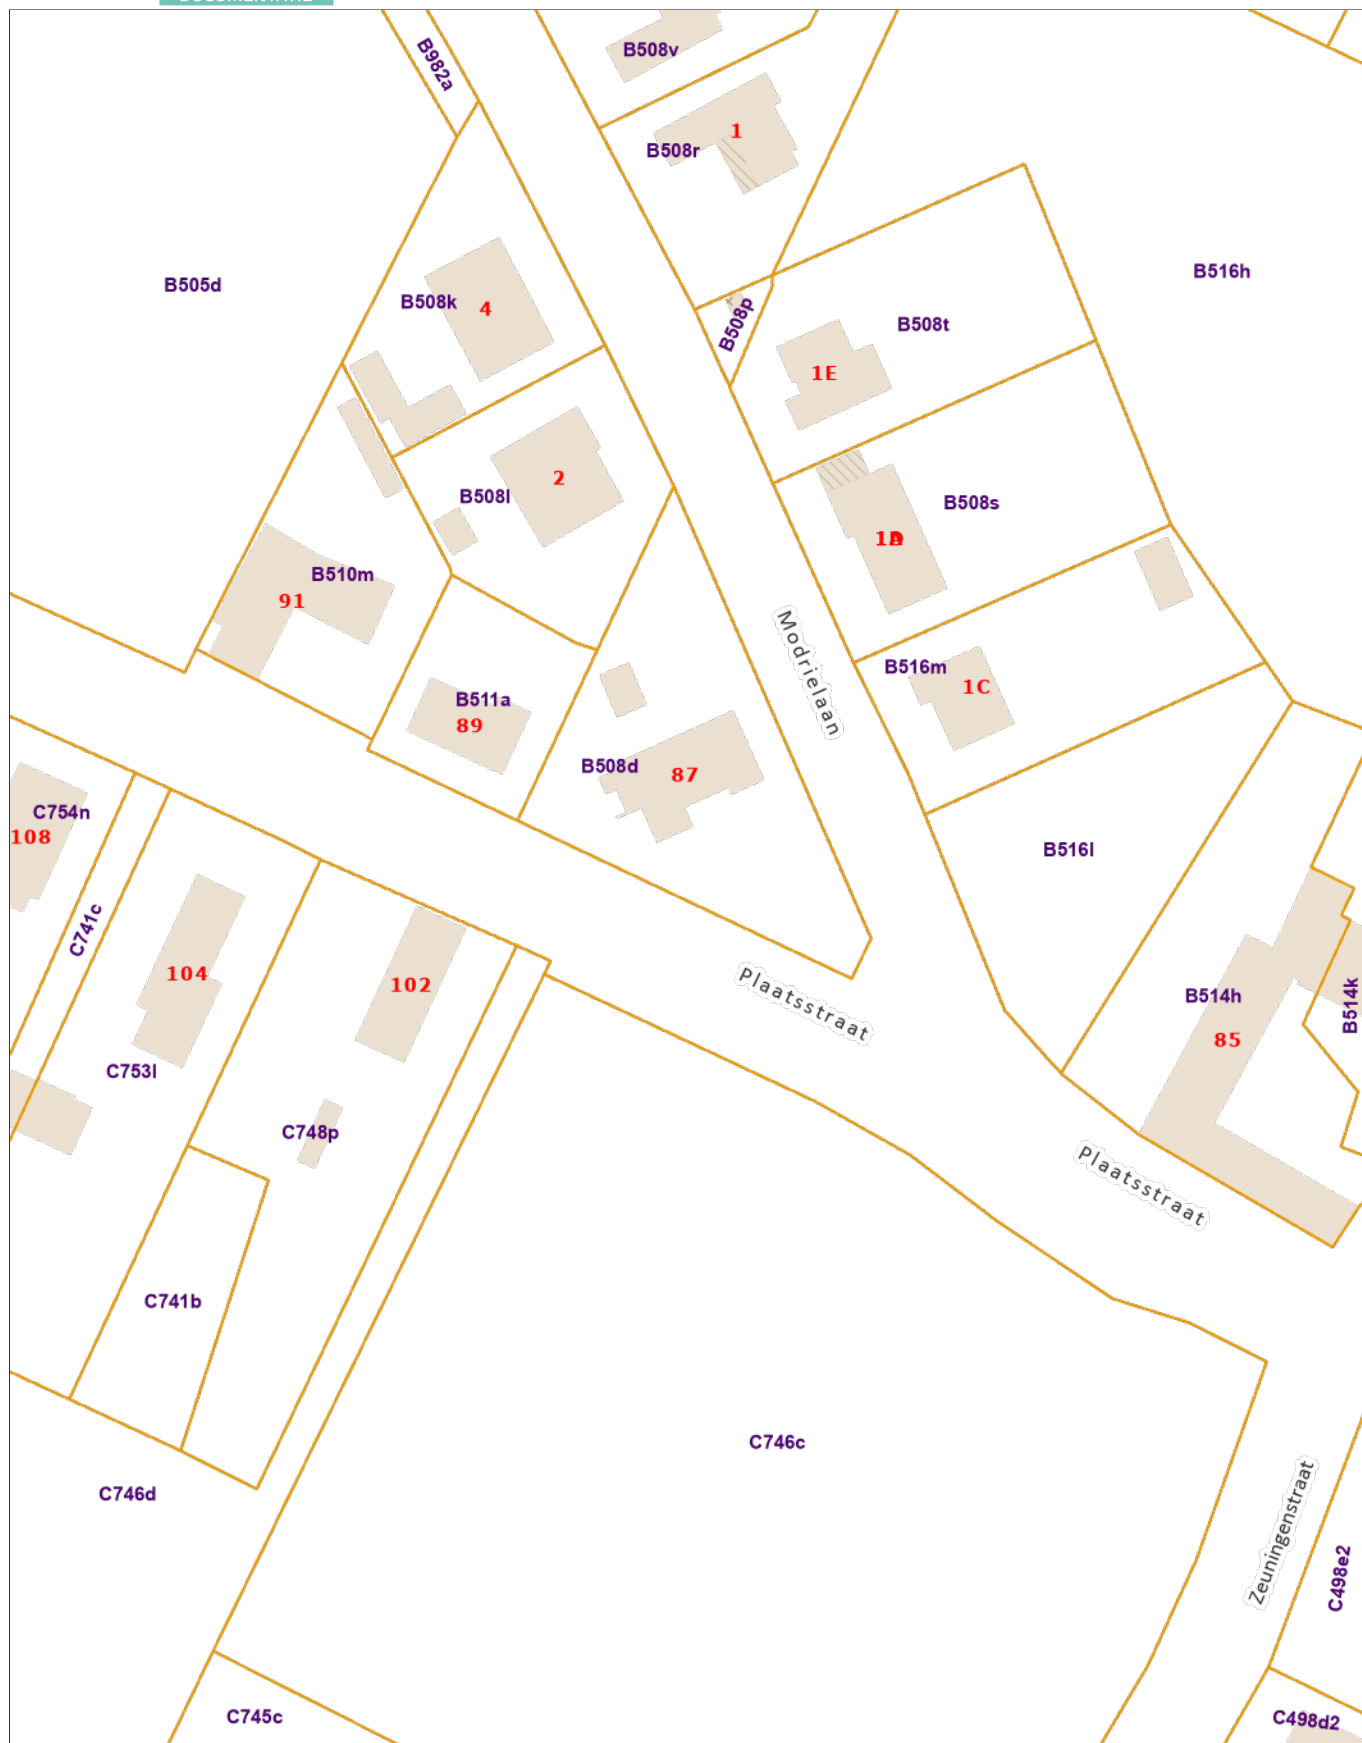 B982a
B508v
1
B508r
B505d
B516h
B508k
4
B508p
B508t
1E
2
B508l
B508s
B510m
91
Modrielaan
B516m
1C
B511a
89
B508d
87
C754n
108
B516l
C741c
104
102
Plaatsstraat
B514h
B514k
85
C753l
C748p
Plaatsstraat
C741b
C746c
C746d
Zeuningenstraat
C498e2
C745c
C498d2